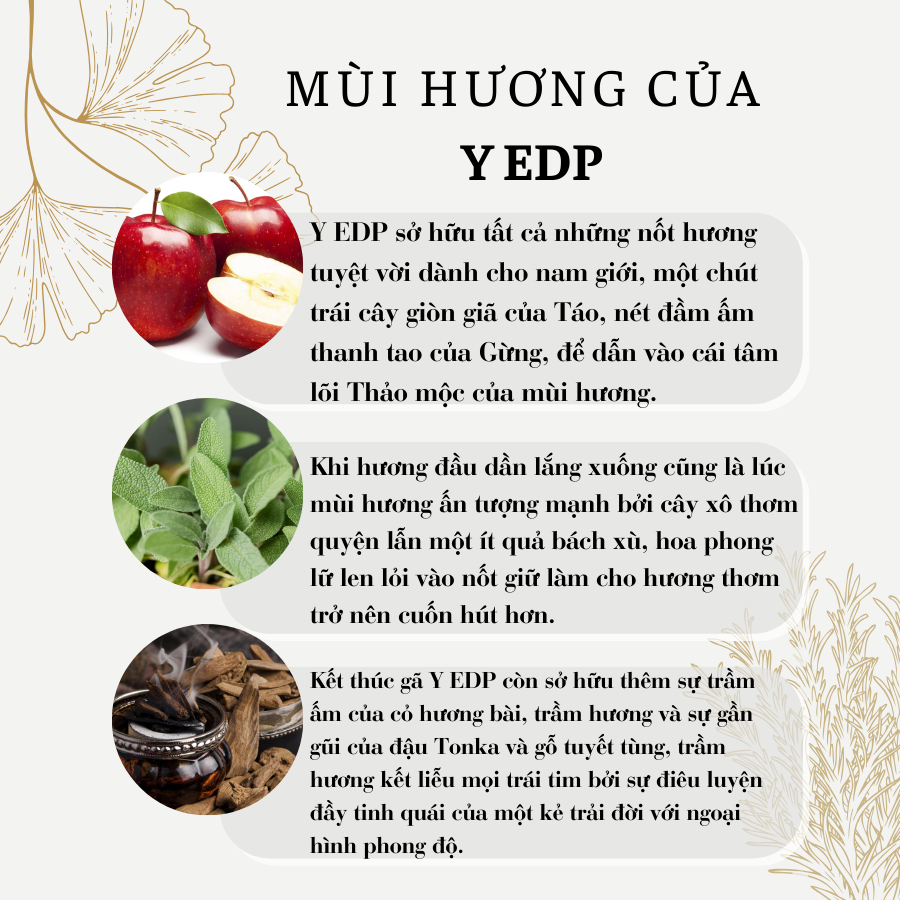 MÙI HƯƠNG CỦA
Y EDP
Y EDP sở hữu tất cả những nốt hương
tuyệt vời dành cho nam giới, một chút
trái cây giòn giã của Táo, nét đầm ấm
thanh tao của Gừng, để dẫn vào cái tâm
lõi Thảo mộc của mùi hương.
Khi hương đầu dần lắng xuống cũng là lúc
mùi hương ấn tượng mạnh bởi cây xô thơm
quyện lẫn một ít quả bách xù, hoa phong
lữ len lỏi vào nốt giữ làm cho hương thơm
trở nên cuốn hút hơn.
Kết thúc gã Y EDP còn sở hữu thêm sự trầm
ấm của cỏ hương bài, trầm hương và sự gần
gũi của đậu Tonka và gỗ tuyết tùng, trầm
hương kết liễu mọi trái tim bởi sự điêu luyện
đầy tinh quái của một kẻ trải đời với ngoại
hình phong độ.